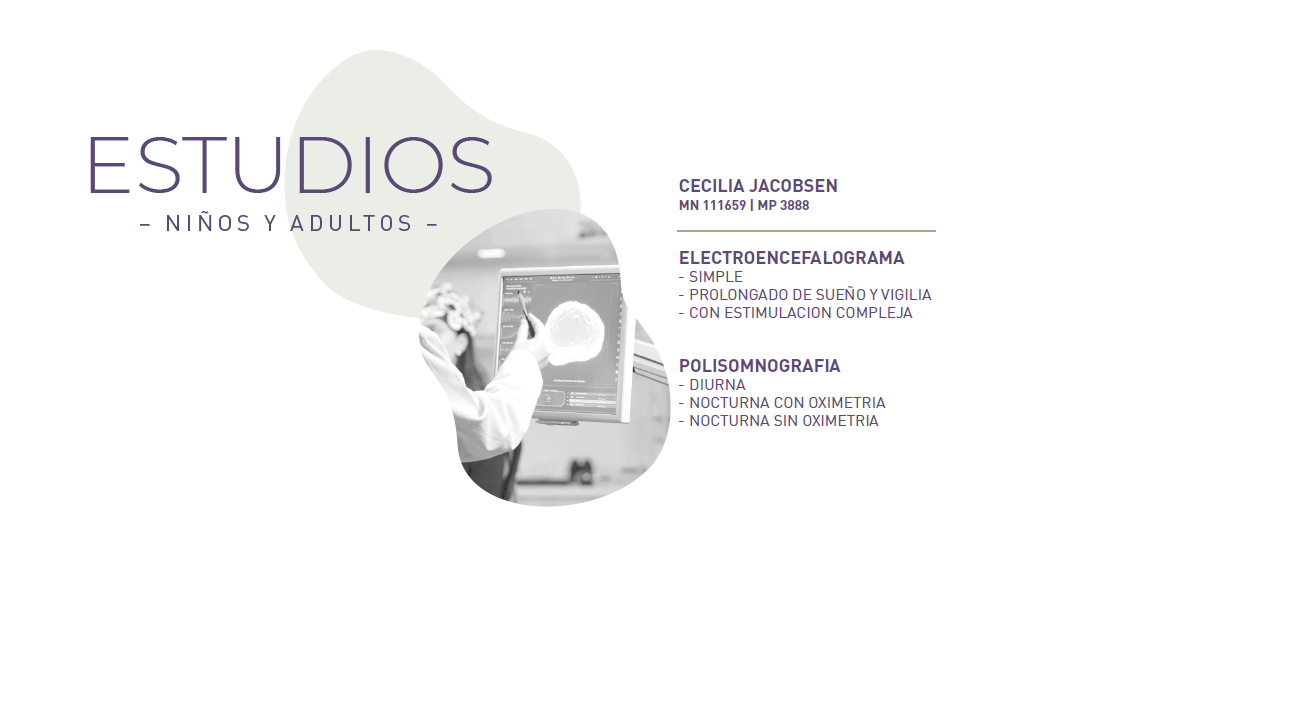 ESTUDIOS
– NIÑOS Y ADULTOS –
CECILIA JACOBSEN
MN 111659 | MP 3888
ELECTROENCEFALOGRAMA
- SIMPLE
- PROLONGADO DE SUEÑO Y VIGILIA
- CON ESTIMULACION COMPLEJA
POLISOMNOGRAFIA
- DIURNA
- NOCTURNA CON OXIMETRIA
- NOCTURNA SIN OXIMETRIA